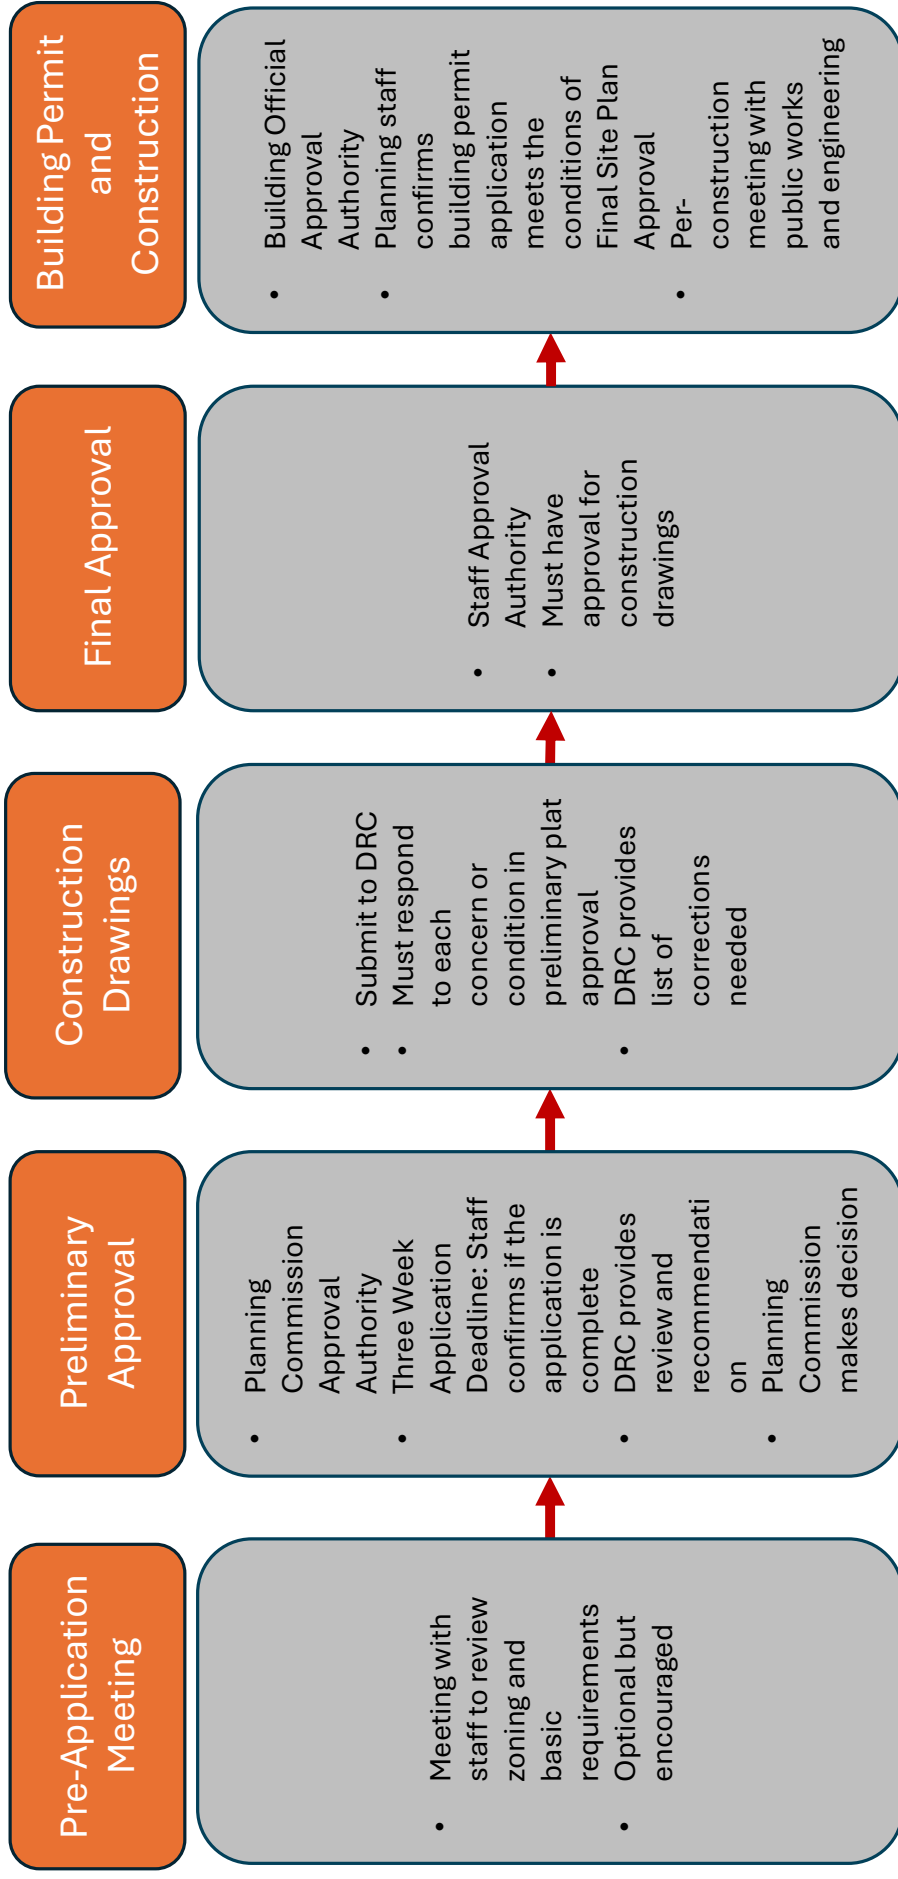 Pre-Application
Meeting
• Meeting with
staff to review
zoning and
basic
requirements
• Optional but
encouraged
Preliminary
Approval
• Planning
Commission
Approval
Authority
• Three Week
Application
Deadline: Staff
confirms if the
application is
complete
• DRC provides
review and
recommendati
on
• Planning
Commission
makes decision
Construction
Drawings
• Submit to DRC
• Must respond
to each
concern or
condition in
preliminary plat
approval
• DRC provides
list of
corrections
needed
Final Approval
• Staff Approval
Authority
• Must have
approval for
construction
drawings
Building Permit
and
Construction
• Building Official
Approval
Authority
• Planning staff
confirms
building permit
application
meets the
conditions of
Final Site Plan
Approval
• Per-
construction
meeting with
public works
and engineering